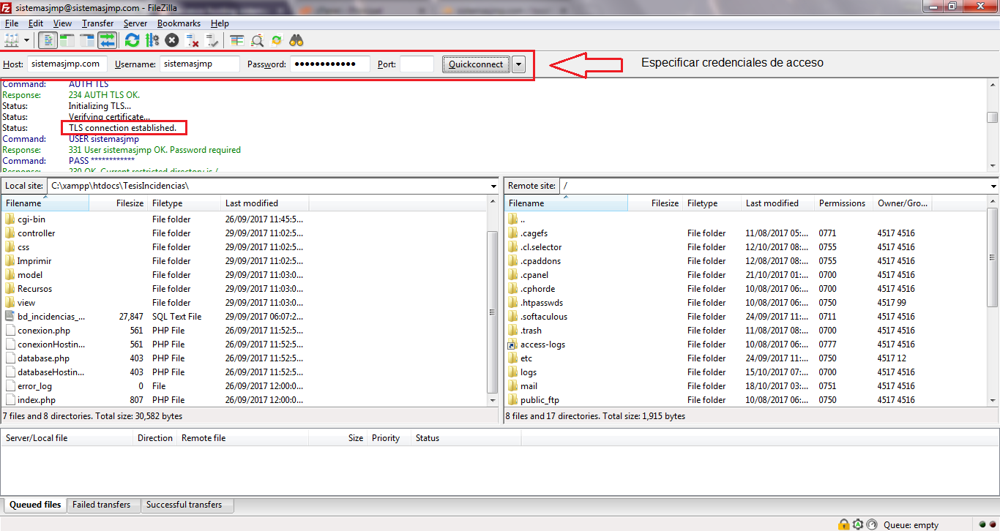 sistemasjmp@sistemasjmp.com - FileZilla
File Edit View Transfer Server Bookmarks Help
Host: sistemasjmp.com Username: sistemasjmp Password: ●●●●●●●●●●●● Port: Quickconnect
Especificar credenciales de acceso
Command: AUTH TLS
Response: 234 AUTH TLS OK.
Status: Initializing TLS...
Status: Verifying certificate...
Status: TLS connection established.
Command: USER sistemasjmp
Response: 331 User sistemasjmp OK. Password required
Command: PASS ************
Response: 230 OK. Current restricted directory is /
Local site: C:\xampp\htdocs\TesisIncidencias\
Filename Filesize Filetype Last modified
cgi-bin File folder 26/09/2017 11:45:5...
controller File folder 29/09/2017 11:02:5...
css File folder 29/09/2017 11:02:5...
Imprimir File folder 29/09/2017 11:02:5...
model File folder 29/09/2017 11:03:0...
Recursos File folder 29/09/2017 11:03:0...
view File folder 29/09/2017 11:03:0...
bd_incidencias_... 27,847 SQL Text File 29/09/2017 06:07:2...
conexion.php 561 PHP File 26/09/2017 11:52:5...
conexionHostin... 561 PHP File 26/09/2017 11:52:5...
database.php 403 PHP File 26/09/2017 11:52:5...
databaseHostin... 403 PHP File 26/09/2017 11:52:5...
error_log 0 File 26/09/2017 12:00:0...
index.php 807 PHP File 26/09/2017 12:00:0...
7 files and 8 directories. Total size: 30,582 bytes
Remote site: /
Filename Filesize Filetype Last modified Permissions Owner/Gro...
..
.cagefs File folder 11/08/2017 05:... 0771 4517 4516
.cl.selector File folder 12/10/2017 08:... 0755 4517 4516
.cpaddons File folder 12/08/2017 08:... 0755 4517 4516
.cpanel File folder 21/10/2017 01:... 0700 4517 4516
.cphorde File folder 10/08/2017 06:... 0700 4517 4516
.htpasswds File folder 10/08/2017 06:... 0750 4517 99
.softaculous File folder 24/09/2017 11:... 0711 4517 4516
.trash File folder 11/08/2017 08:... 0700 4517 4516
access-logs File folder 10/08/2017 06:... 0777 4517 4516
etc File folder 24/09/2017 11:... 0750 4517 12
logs File folder 15/10/2017 07:... 0700 4517 4516
mail File folder 18/10/2017 03:... 0751 4517 4516
public_ftp File folder 10/08/2017 06:... 0750 4517 4516
8 files and 17 directories. Total size: 1,915 bytes
Server/Local file Direction Remote file Size Priority Status
Queued files Failed transfers Successful transfers
Queue: empty